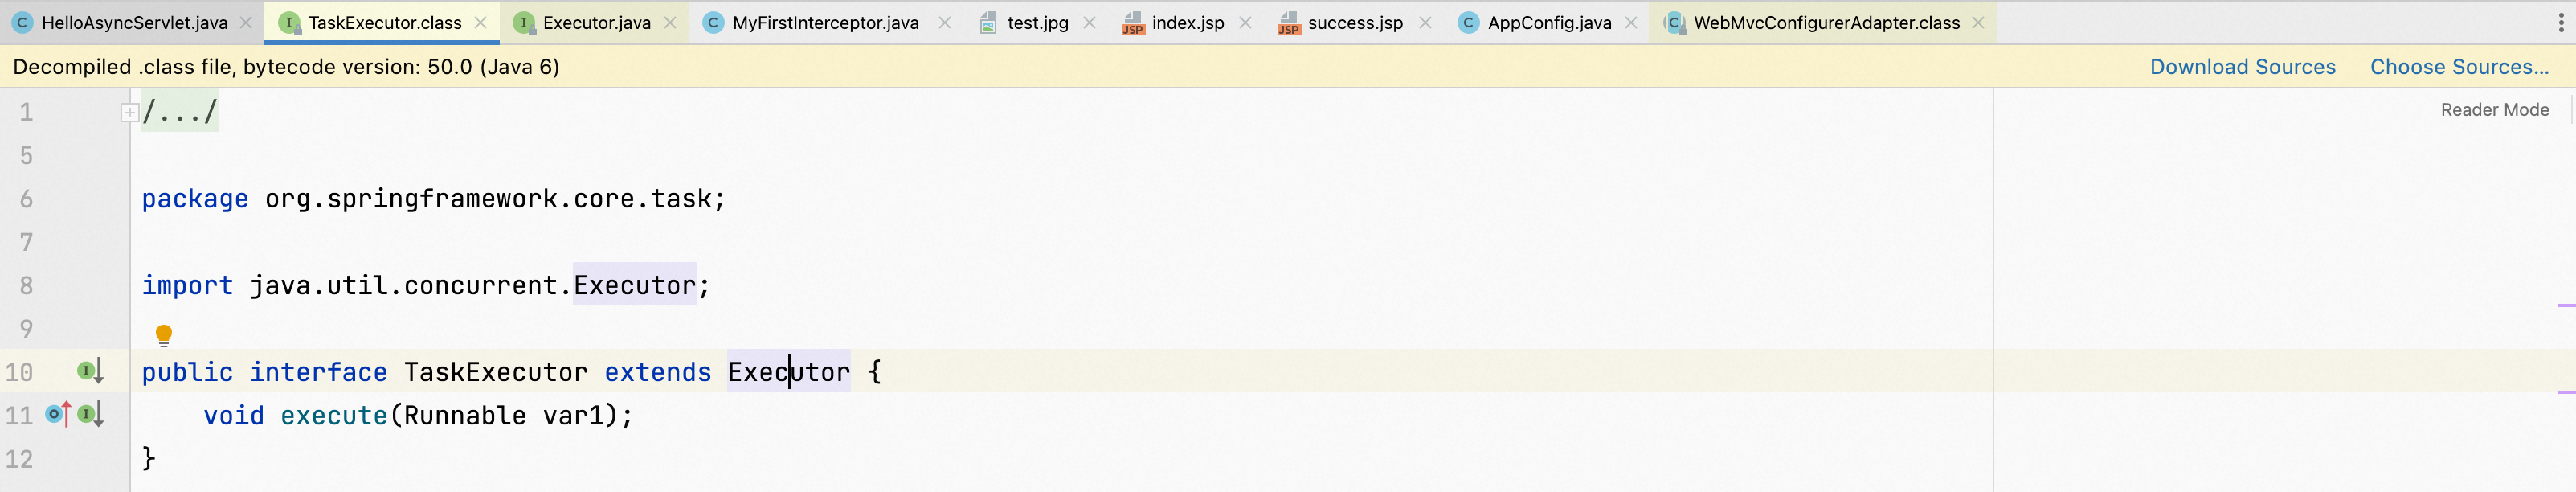 HelloAsyncServlet.java TaskExecutor.class Executor.java MyFirstInterceptor.java test.jpg index.jsp success.jsp AppConfig.java WebMvcConfigurerAdapter.class
Decompiled .class file, bytecode version: 50.0 (Java 6) Download Sources Choose Sources...
Reader Mode
1 /.../
5
6 package org.springframework.core.task;
7
8 import java.util.concurrent.Executor;
9
10 public interface TaskExecutor extends Executor {
11 void execute(Runnable var1);
12 }